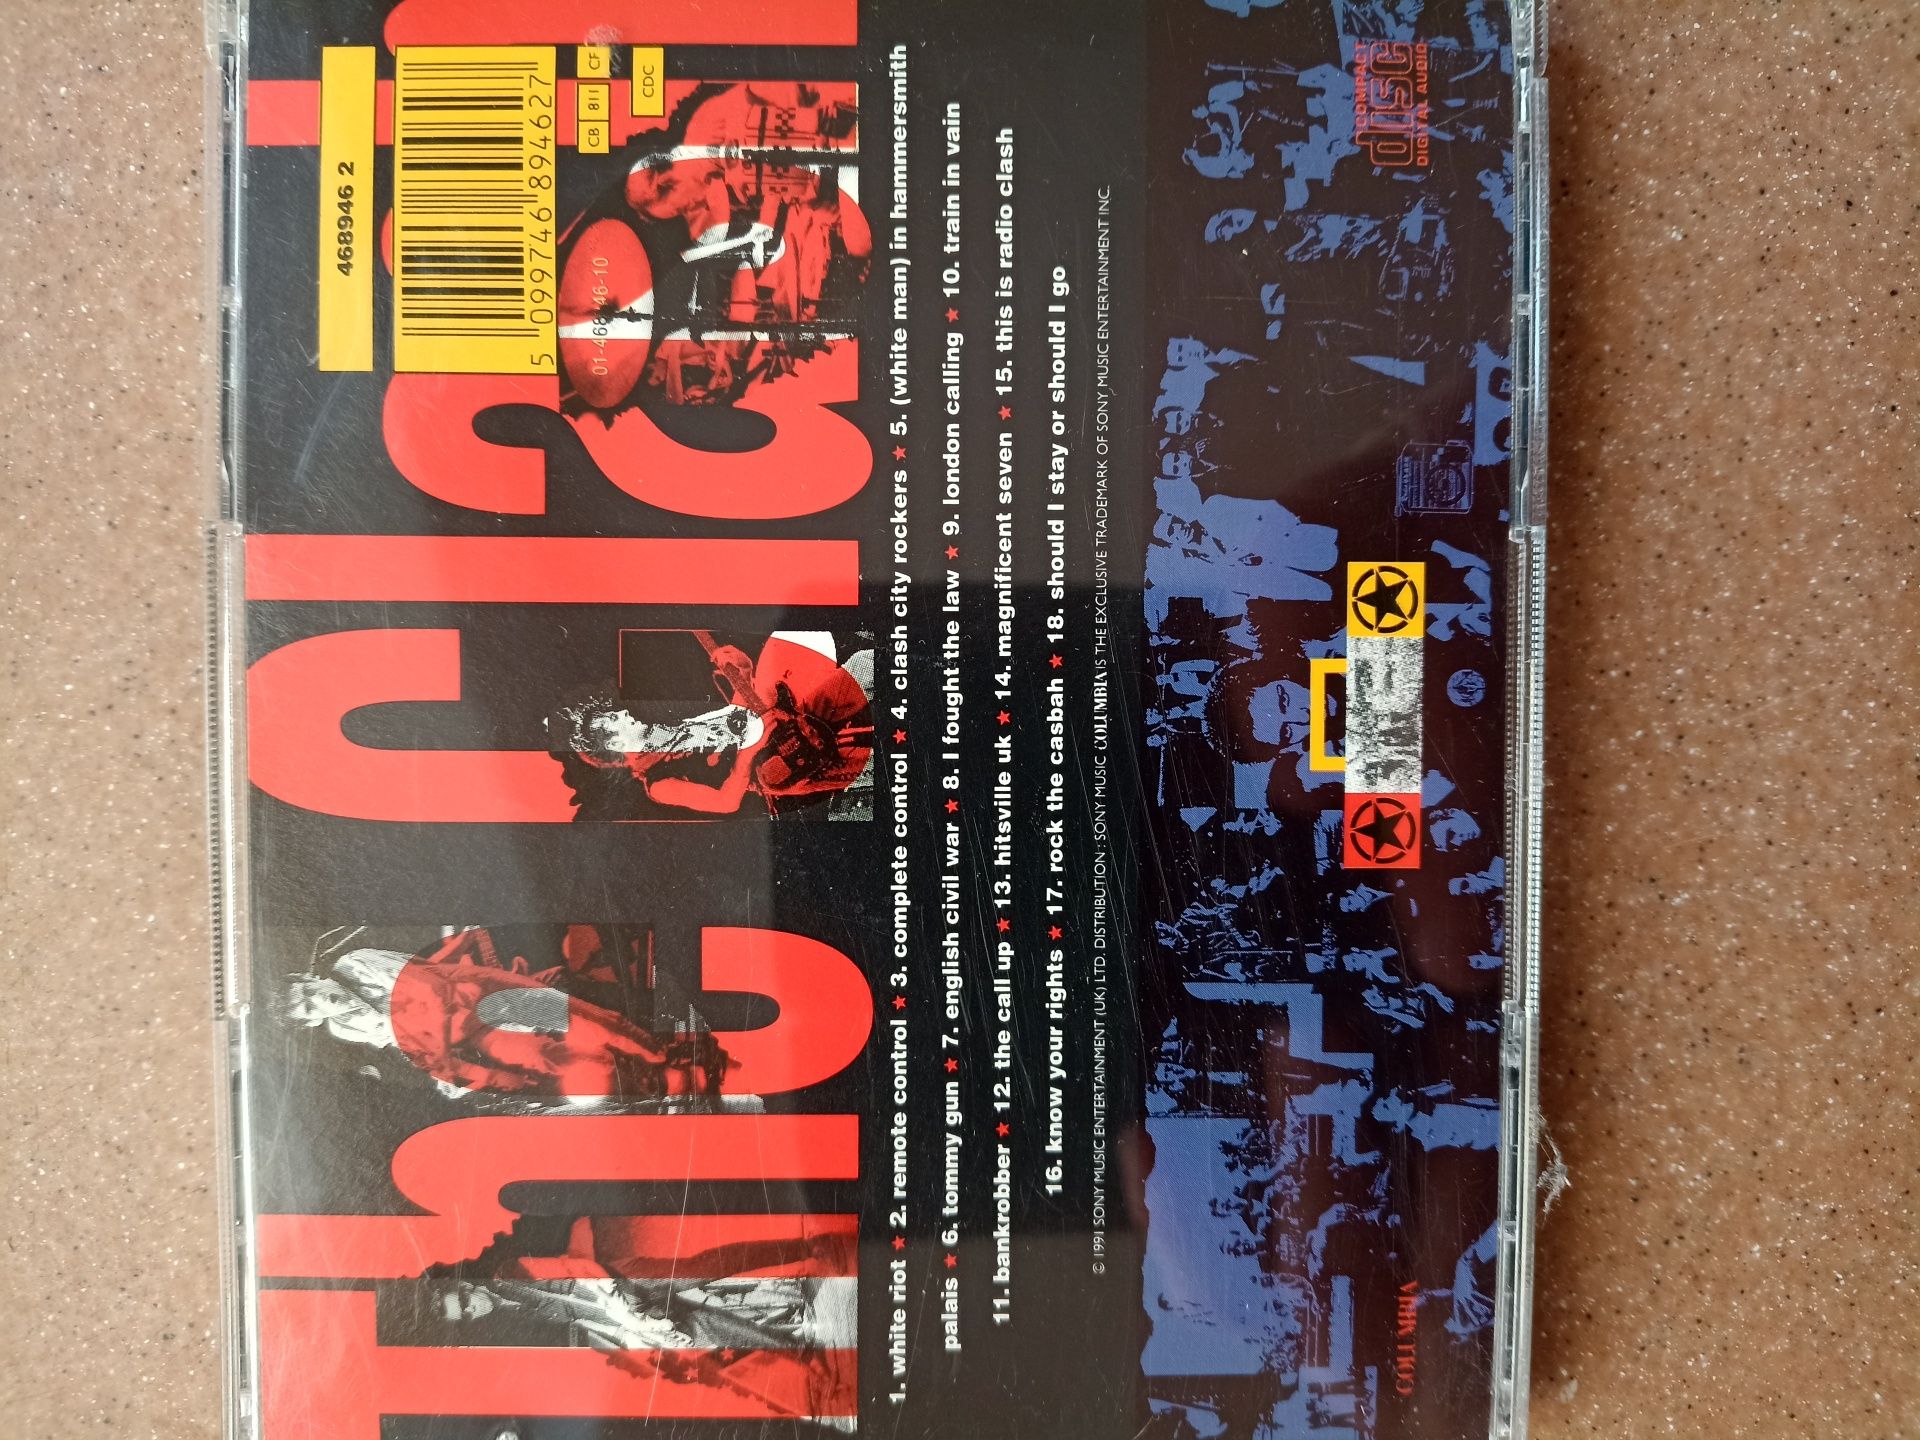 The Clash
468946 2
5 099746 894627
CB 811 CF
CDC
01-468946-10
1. white riot ★ 2. remote control ★ 3. complete control ★ 4. clash city rockers ★ 5. (white man) in hammersmith
palais ★ 6. tommy gun ★ 7. english civil war ★ 8. I fought the law ★ 9. london calling ★ 10. train in vain
11. bankrobber ★ 12. the call up ★ 13. hitsville uk ★ 14. magnificent seven ★ 15. this is radio clash
16. know your rights ★ 17. rock the casbah ★ 18. should I stay or should I go
© 1991 SONY MUSIC ENTERTAINMENT (UK) LTD. DISTRIBUTION : SONY MUSIC COLUMBIA IS THE EXCLUSIVE TRADEMARK OF SONY MUSIC ENTERTAINMENT INC.
COLUMBIA
COMPACT
disc
DIGITAL AUDIO